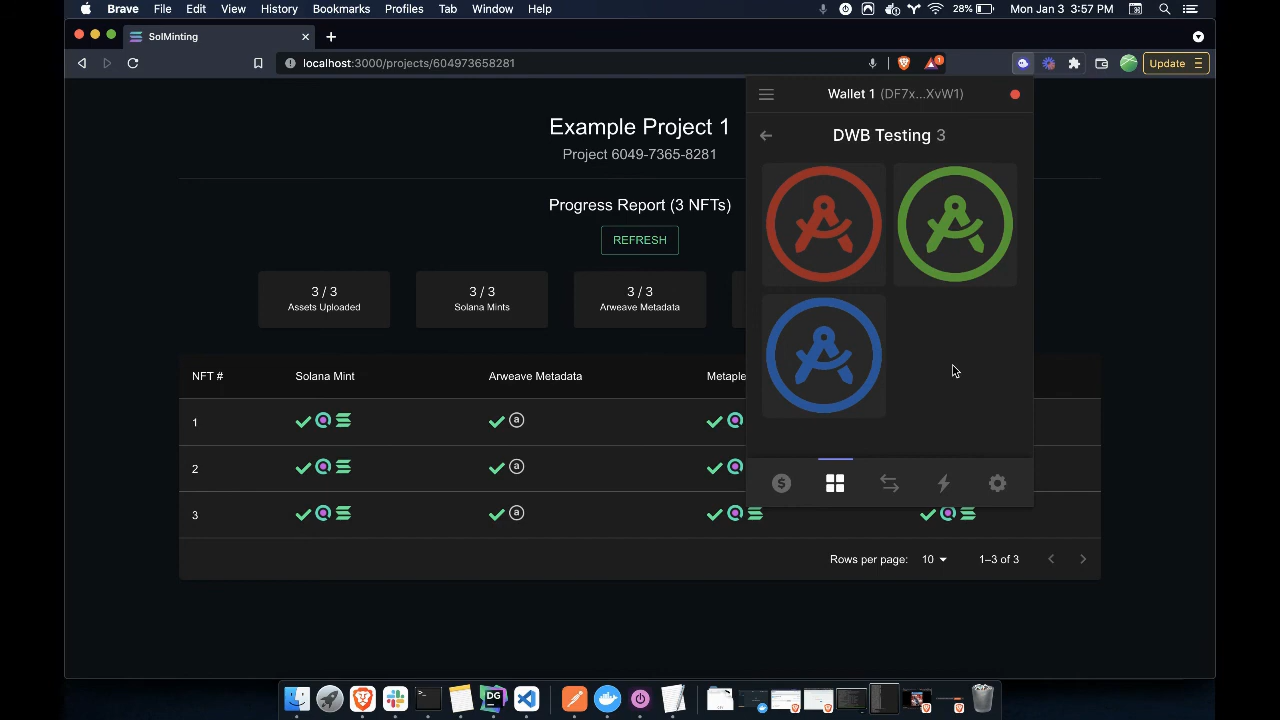 Brave File Edit View History Bookmarks Profiles Tab Window Help 28% Mon Jan 3 3:57 PM
SolMinting
localhost:3000/projects/604973658281
1
Update
Wallet 1 (DF7x...XvW1)
DWB Testing 3
Example Project 1
Project 6049-7365-8281
Progress Report (3 NFTs)
REFRESH
3 / 3
Assets Uploaded
3 / 3
Solana Mints
3 / 3
Arweave Metadata
NFT # Solana Mint Arweave Metadata Metaple
1 a
2 a
3 a
Rows per page: 10 1–3 of 3
DG